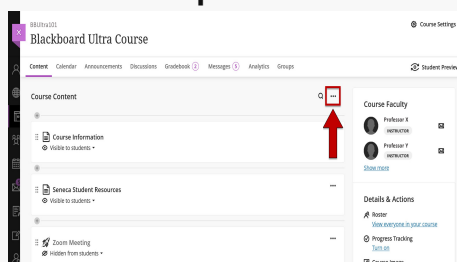 BBUltra101
Course Settings
Blackboard Ultra Course
Content Calendar Announcements Discussions Gradebook 2 Messages 5 Analytics Groups
Student Preview
Course Content
Course Information
Visible to students
Seneca Student Resources
Visible to students
Zoom Meeting
Hidden from students
Course Faculty
Professor X
INSTRUCTOR
Professor Y
INSTRUCTOR
Show more
Details & Actions
Roster
View everyone in your course
Progress Tracking
Turn on